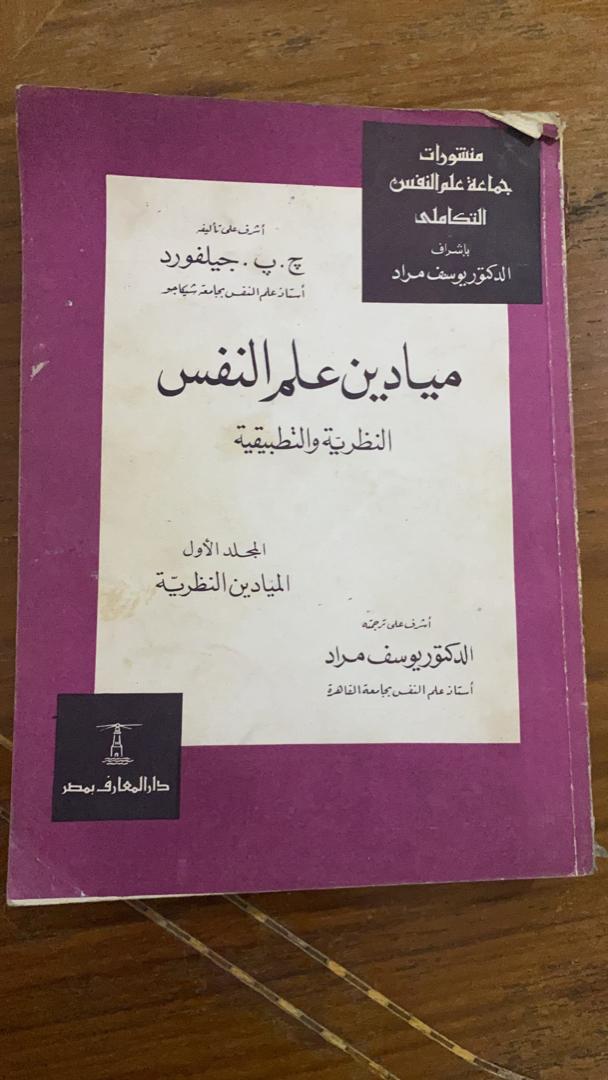 منشورات
جماعة علم النفس
التكاملى
بإشراف
الدكتور يوسف مراد
أشرف على تأليفه
ج . پ . جيلفورد
أستاذ علم النفس بجامعة شيكاجو
ميادين علم النفس
النظرية والتطبيقية
المجلد الأول
الميادين النظرية
أشرف على ترجمته
الدكتور يوسف مراد
أستاذ علم النفس بجامعة القاهرة
دار المعارف بمصر